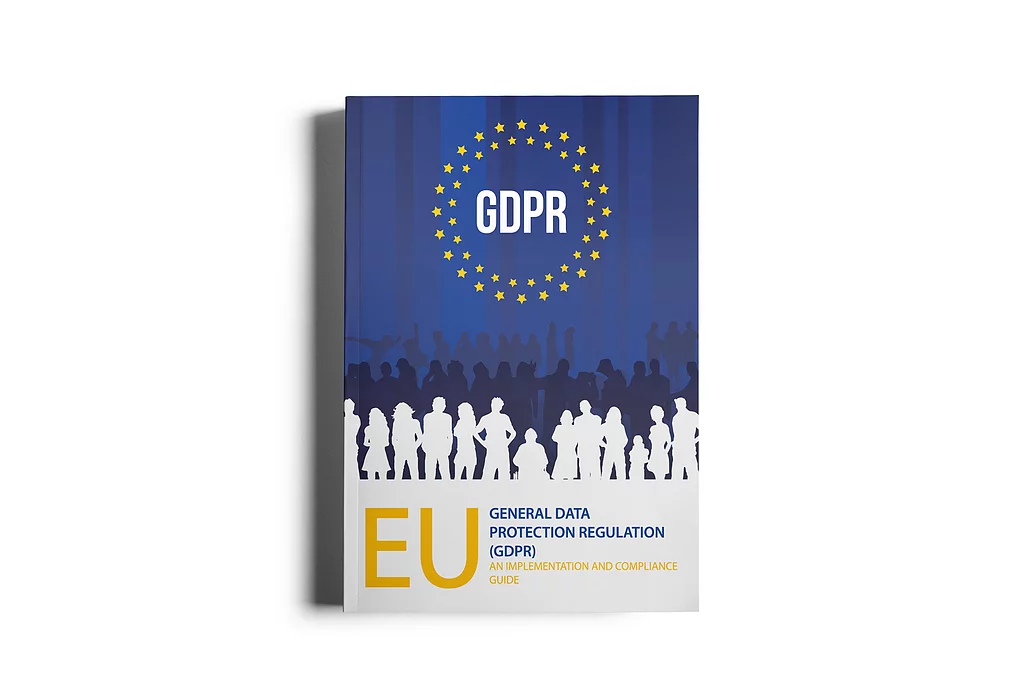 GDPR
EU
GENERAL DATA
PROTECTION REGULATION
(GDPR)
AN IMPLEMENTATION AND COMPLIANCE
GUIDE